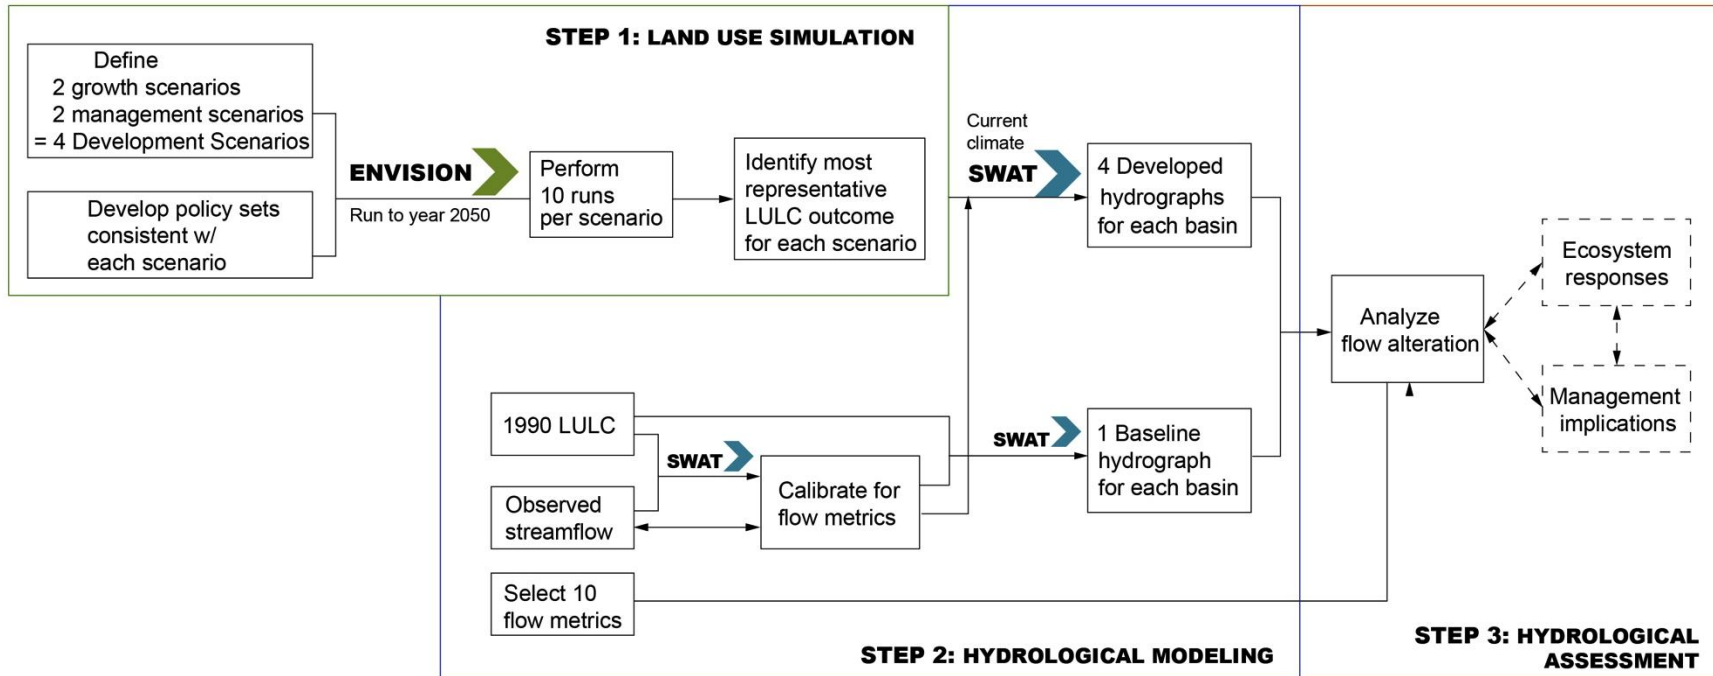 STEP 1: LAND USE SIMULATION
Define
2 growth scenarios
2 management scenarios
= 4 Development Scenarios
Develop policy sets
consistent w/
each scenario
ENVISION
Run to year 2050
Perform
10 runs
per scenario
Identify most
representative
LULC outcome
for each scenario
Current
climate
SWAT
4 Developed
hydrographs
for each basin
1990 LULC
Observed
streamflow
SWAT
Calibrate for
flow metrics
SWAT
1 Baseline
hydrograph
for each basin
Select 10
flow metrics
STEP 2: HYDROLOGICAL MODELING
Analyze
flow alteration
Ecosystem
responses
Management
implications
STEP 3: HYDROLOGICAL
ASSESSMENT